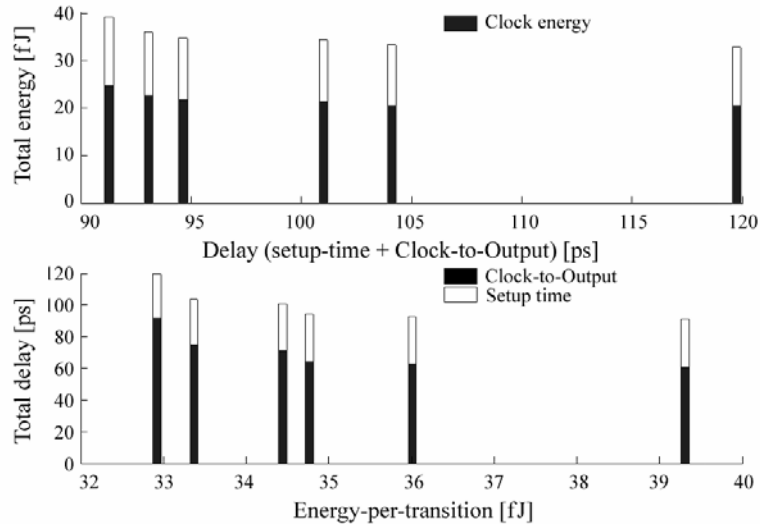 Total energy [fJ]
40
30
20
10
0
Clock energy
90 95 100 105 110 115 120
Delay (setup-time + Clock-to-Output) [ps]
Total delay [ps]
120
100
80
60
40
20
0
Clock-to-Output
Setup time
32 33 34 35 36 37 38 39 40
Energy-per-transition [fJ]